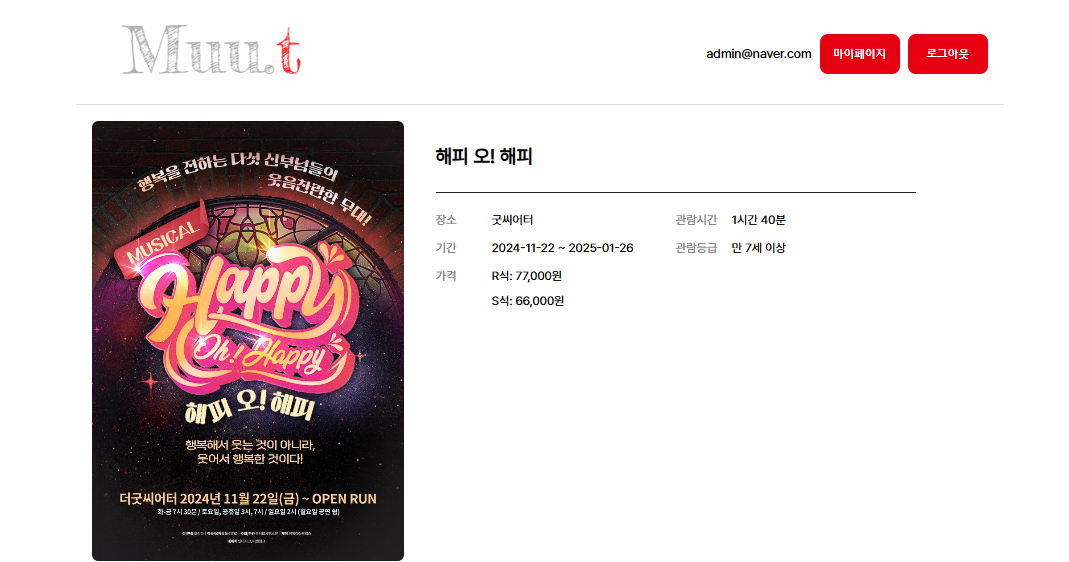 Muu.t
admin@naver.com 마이페이지 로그아웃
해피 오! 해피
장소 굿씨어터 관람시간 1시간 40분
기간 2024-11-22 ~ 2025-01-26 관람등급 만 7세 이상
가격 R석: 77,000원
S석: 66,000원
행복을 전하는 다섯 신부님들의
웃음찬란한 무대!
MUSICAL
Happy
Oh! Happy
해피 오! 해피
행복해서 웃는 것이 아니라,
웃어서 행복한 것이다!
더굿씨어터 2024년 11월 22일(금) ~ OPEN RUN
화-금 7시 30분 / 토요일, 공휴일 3시, 7시 / 일요일 2시 (월요일 공연 쉼)